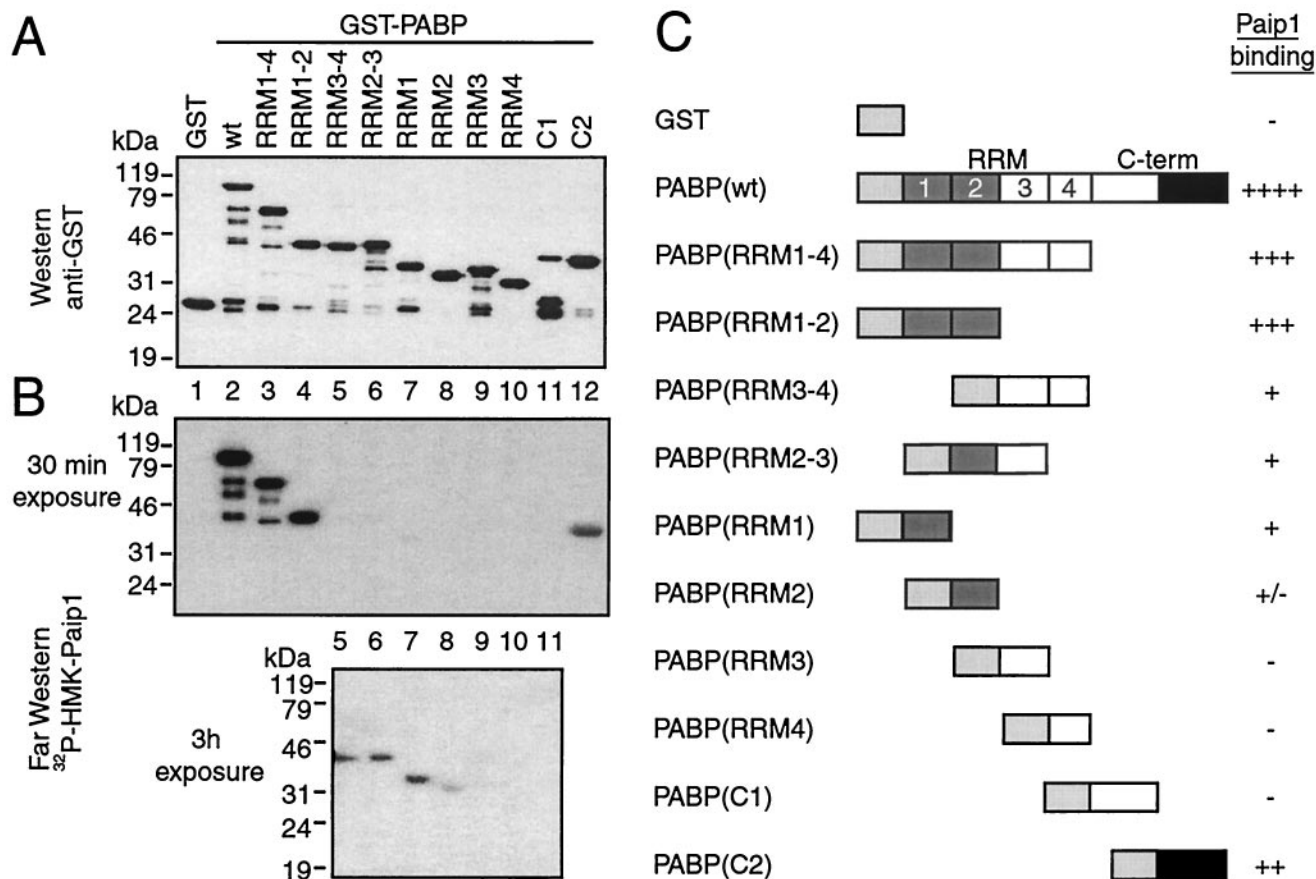 A
GST-PABP
GST
wt
RRM1-4
RRM1-2
RRM3-4
RRM2-3
RRM1
RRM2
RRM3
RRM4
C1
C2
kDa
119
79
46
31
24
19
Western
anti-GST
1 2 3 4 5 6 7 8 9 10 11 12
B
kDa
30 min
exposure
119
79
46
31
24
Far Western
32P-HMK-Paip1
5 6 7 8 9 10 11
kDa
3h
exposure
119
79
46
31
24
19
C
Paip1
binding
GST -
RRM C-term
PABP(wt) 1 2 3 4 ++++
PABP(RRM1-4) +++
PABP(RRM1-2) +++
PABP(RRM3-4) +
PABP(RRM2-3) +
PABP(RRM1) +
PABP(RRM2) +/-
PABP(RRM3) -
PABP(RRM4) -
PABP(C1) -
PABP(C2) ++